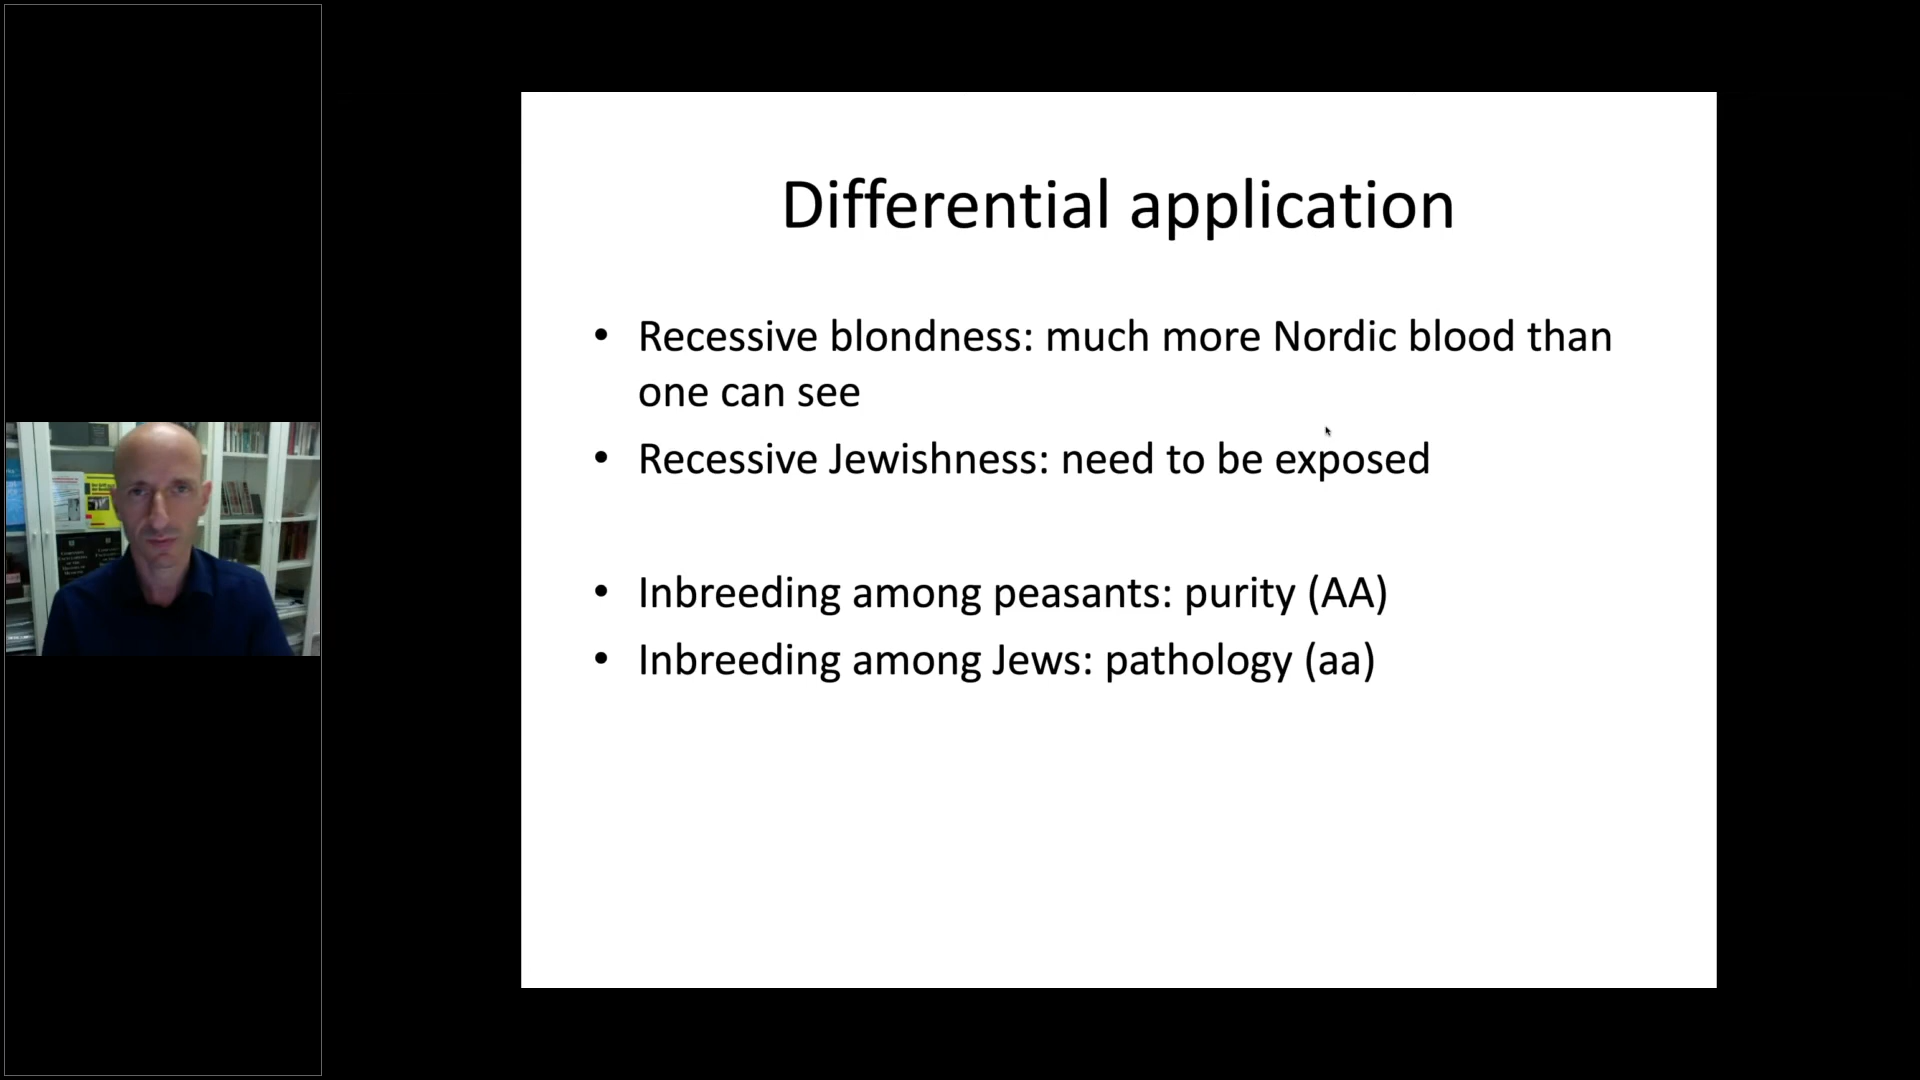 Differential application
• Recessive blondness: much more Nordic blood than
one can see
• Recessive Jewishness: need to be exposed
• Inbreeding among peasants: purity (AA)
• Inbreeding among Jews: pathology (aa)